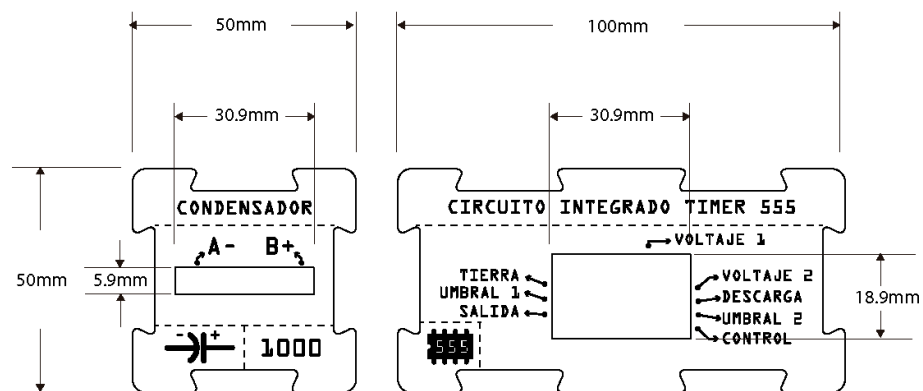 50mm
100mm
30.9mm
30.9mm
CONDENSADOR
A- B+
50mm
5.9mm
- +
1000
CIRCUITO INTEGRADO TIMER 555
VOLTAJE 1
TIERRA
UMBRAL 1
SALIDA
VOLTAJE 2
DESCARGA
UMBRAL 2
CONTROL
18.9mm
555